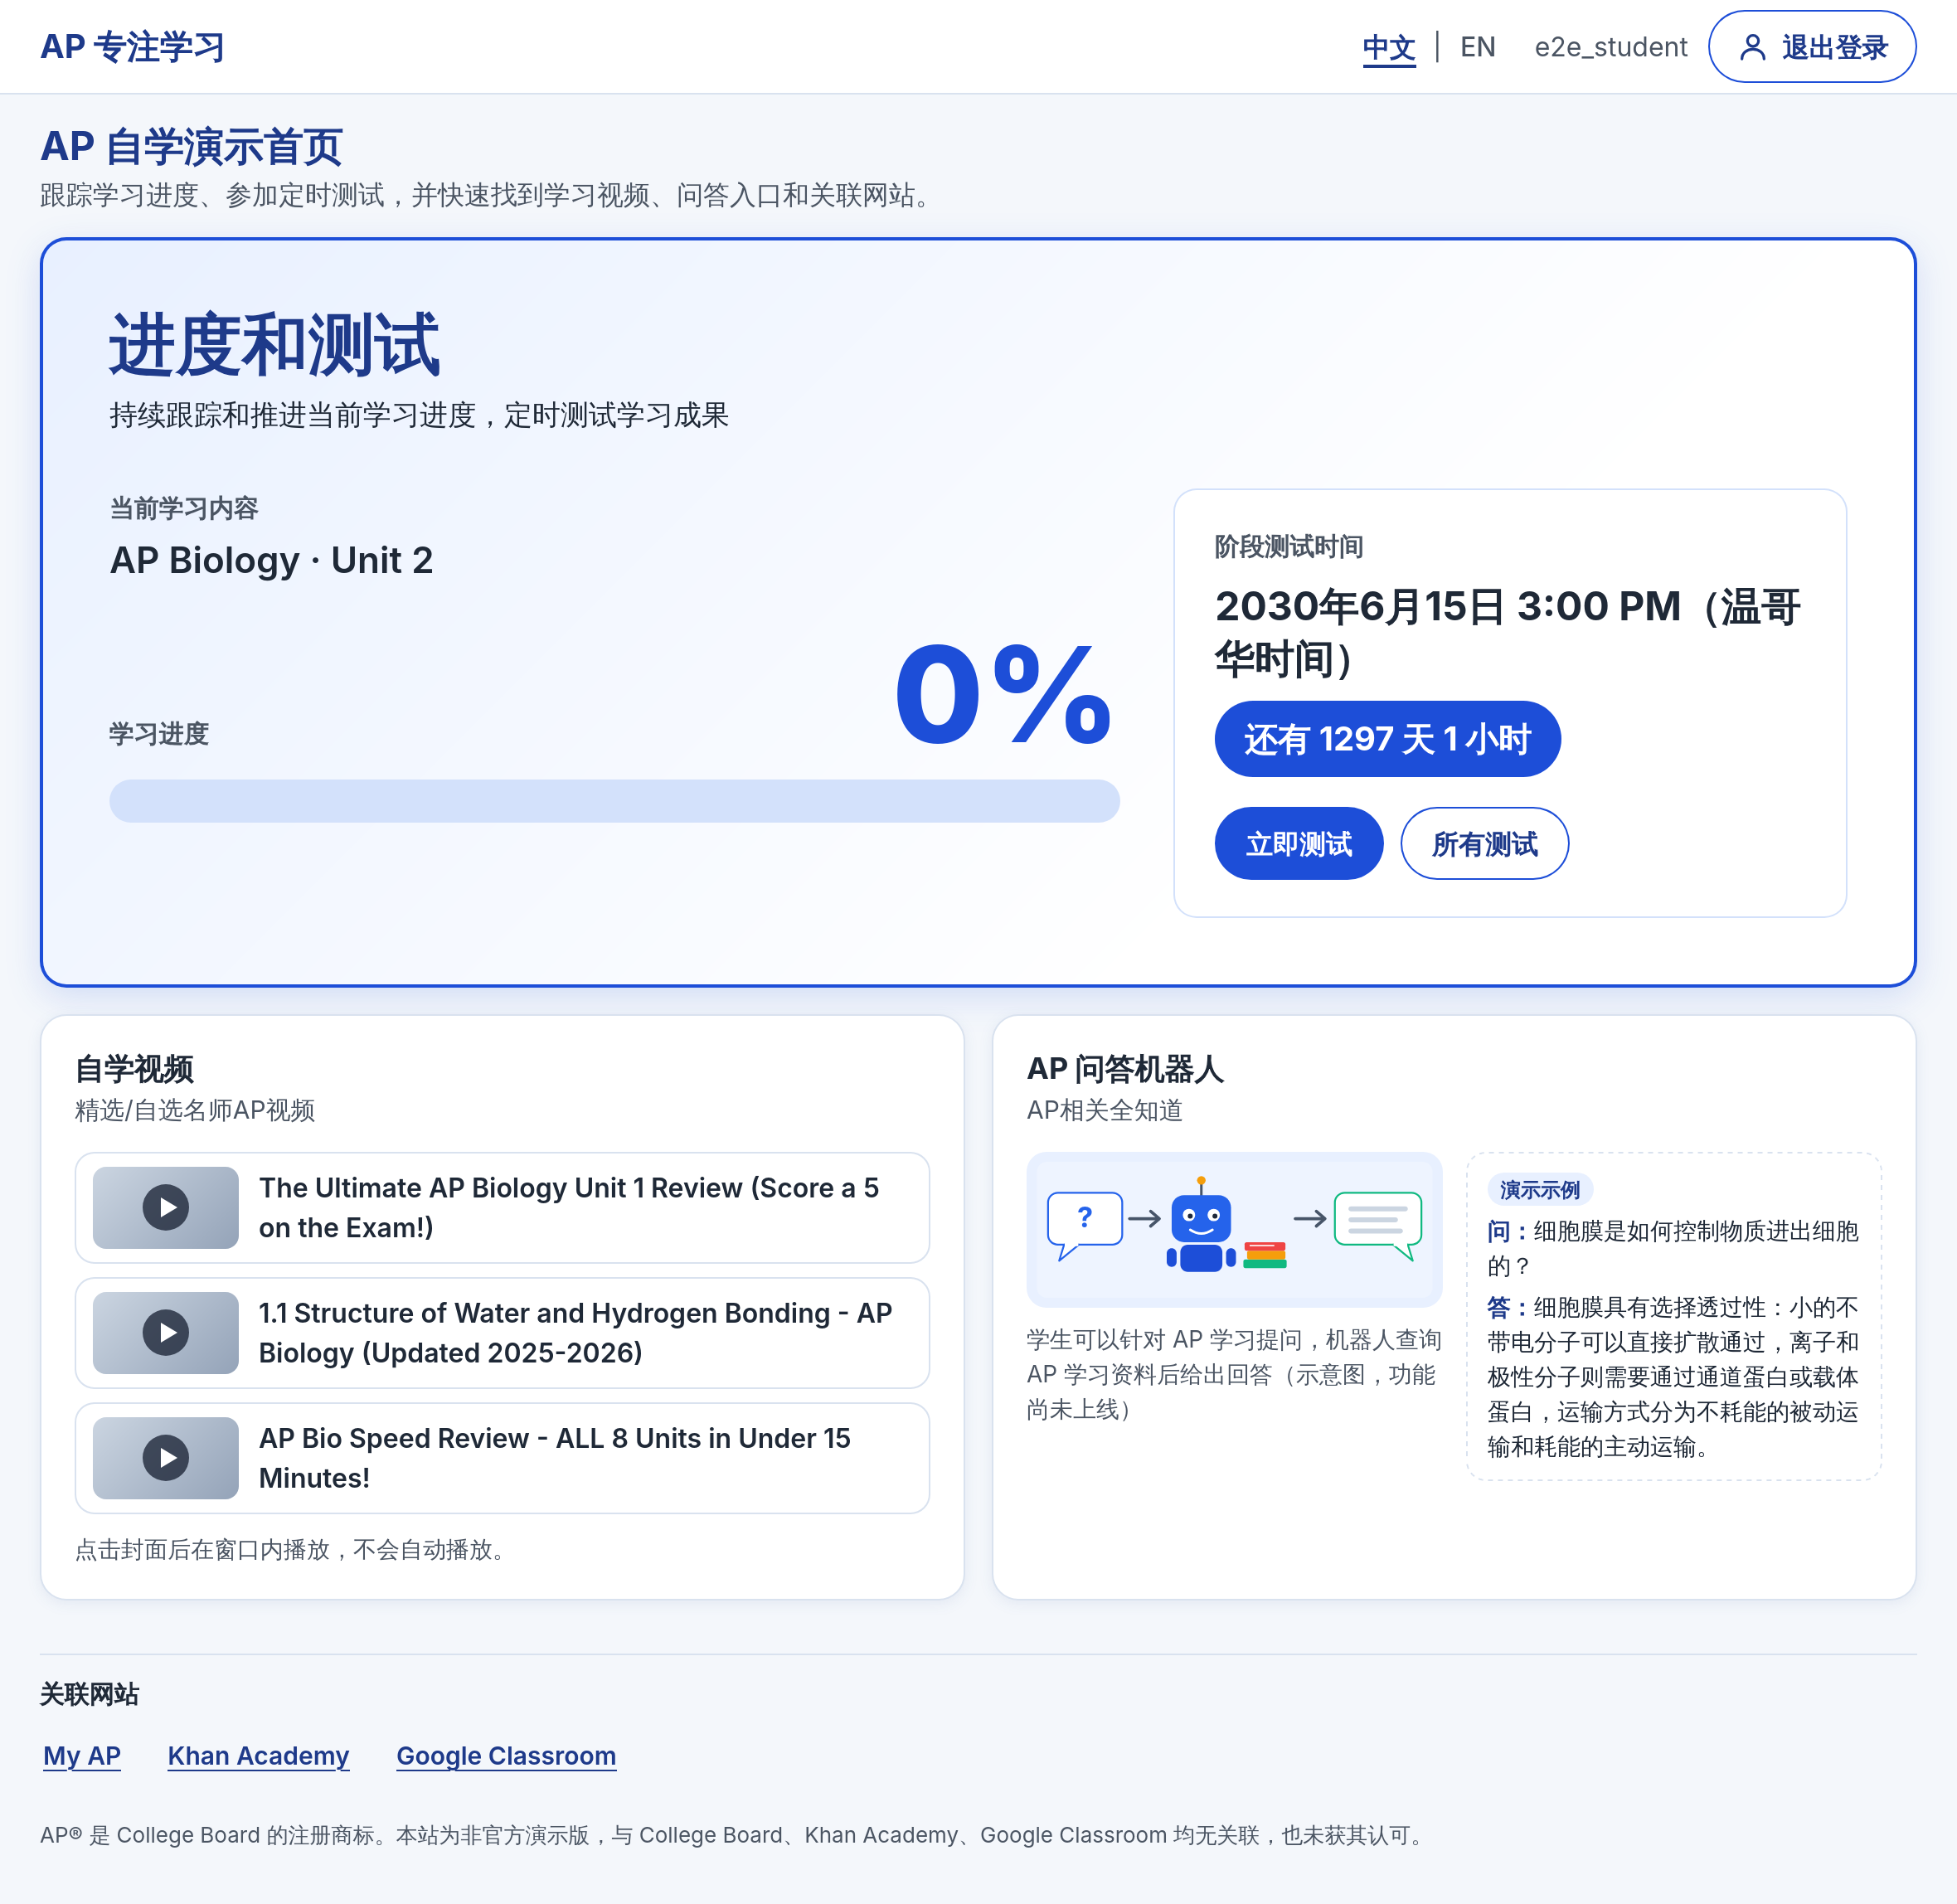 AP 专注学习
中文 | EN e2e_student 退出登录
AP 自学演示首页
跟踪学习进度、参加定时测试，并快速找到学习视频、问答入口和关联网站。
进度和测试
持续跟踪和推进当前学习进度，定时测试学习成果
当前学习内容
AP Biology · Unit 2
学习进度
0%
阶段测试时间
2030年6月15日 3:00 PM（温哥
华时间）
还有 1297 天 1 小时
立即测试 所有测试
自学视频
精选/自选名师AP视频
The Ultimate AP Biology Unit 1 Review (Score a 5
on the Exam!)
1.1 Structure of Water and Hydrogen Bonding - AP
Biology (Updated 2025-2026)
AP Bio Speed Review - ALL 8 Units in Under 15
Minutes!
点击封面后在窗口内播放，不会自动播放。
AP 问答机器人
AP相关全知道
?
学生可以针对 AP 学习提问，机器人查询
AP 学习资料后给出回答（示意图，功能
尚未上线）
演示示例
问：细胞膜是如何控制物质进出细胞
的？
答：细胞膜具有选择透过性：小的不
带电分子可以直接扩散通过，离子和
极性分子则需要通过通道蛋白或载体
蛋白，运输方式分为不耗能的被动运
输和耗能的主动运输。
关联网站
My AP Khan Academy Google Classroom
AP® 是 College Board 的注册商标。本站为非官方演示版，与 College Board、Khan Academy、Google Classroom 均无关联，也未获其认可。